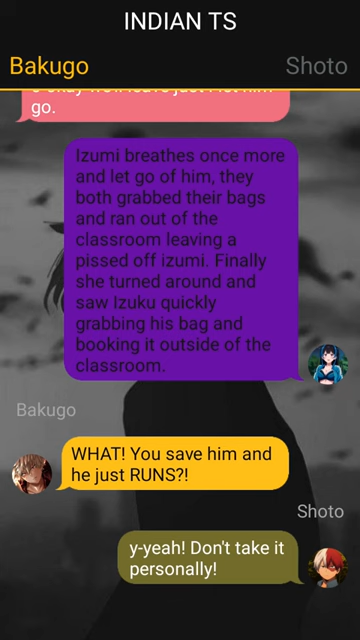 INDIAN TS
Bakugo Shoto
go.
Izumi breathes once more
and let go of him, they
both grabbed their bags
and ran out of the
classroom leaving a
pissed off izumi. Finally
she turned around and
saw Izuku quickly
grabbing his bag and
booking it outside of the
classroom.
Bakugo
WHAT! You save him and
he just RUNS?!
Shoto
y-yeah! Don't take it
personally!